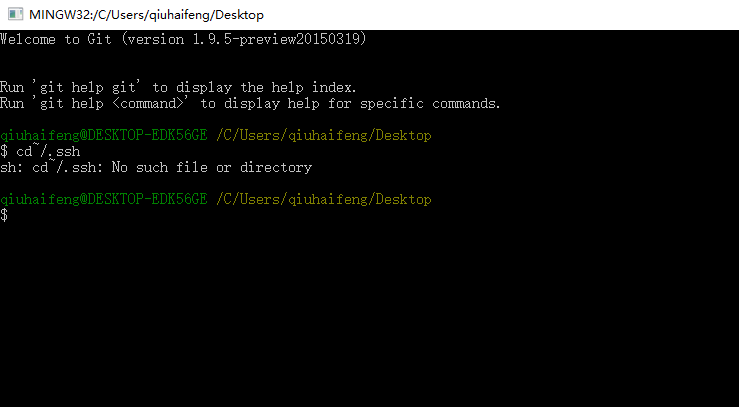 MINGW32:/C/Users/qiuhaifeng/Desktop
Welcome to Git (version 1.9.5-preview20150319)
Run 'git help git' to display the help index.
Run 'git help <command>' to display help for specific commands.
qiuhaifeng@DESKTOP-EDK56GE /C/Users/qiuhaifeng/Desktop
$ cd~/.ssh
sh: cd~/.ssh: No such file or directory
qiuhaifeng@DESKTOP-EDK56GE /C/Users/qiuhaifeng/Desktop
$